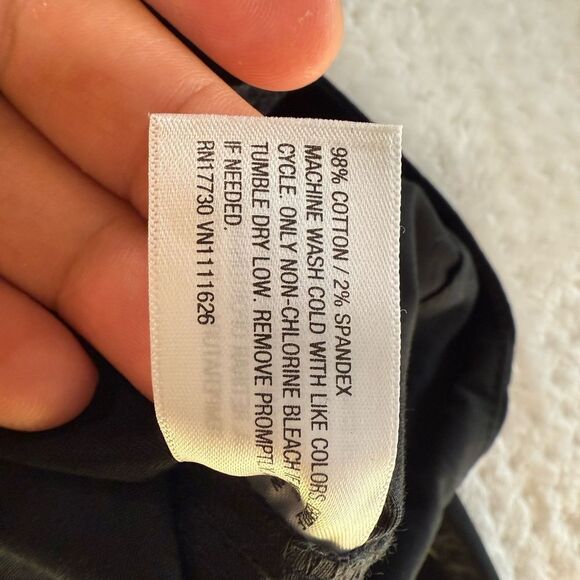 98% COTTON / 2% SPANDEX
MACHINE WASH COLD WITH LIKE COLORS
CYCLE. ONLY NON-CHLORINE BLEACH
TUMBLE DRY LOW. REMOVE PROMPTLY
IF NEEDED.
RN17730 VN1111626